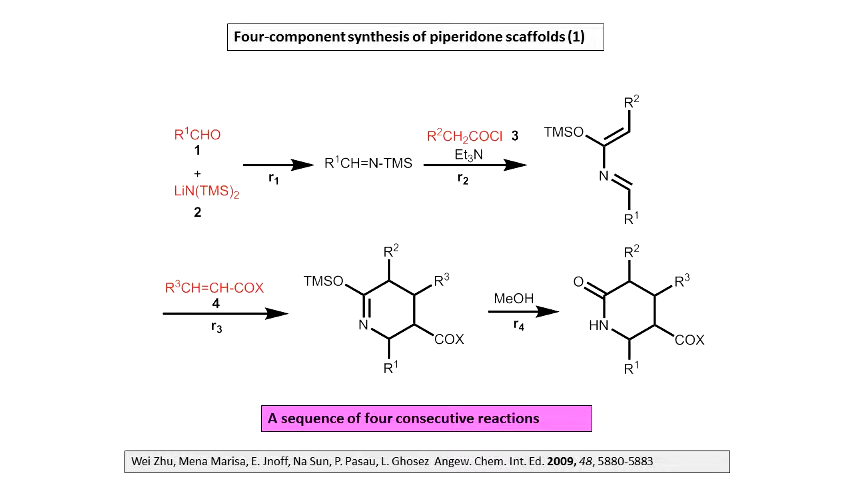 Four-component synthesis of piperidone scaffolds (1)
R¹CHO
1
+
LiN(TMS)₂
2
r₁
R¹CH=N-TMS
R²CH₂COCl 3
Et₃N
r₂
R²
TMSO
N
R¹
R³CH=CH-COX
4
r₃
R²
TMSO
R³
N
COX
R¹
MeOH
r₄
R²
O
R³
HN
COX
R¹
A sequence of four consecutive reactions
Wei Zhu, Mena Marisa, E. Jnoff, Na Sun, P. Pasau, L. Ghosez Angew. Chem. Int. Ed. 2009, 48, 5880-5883